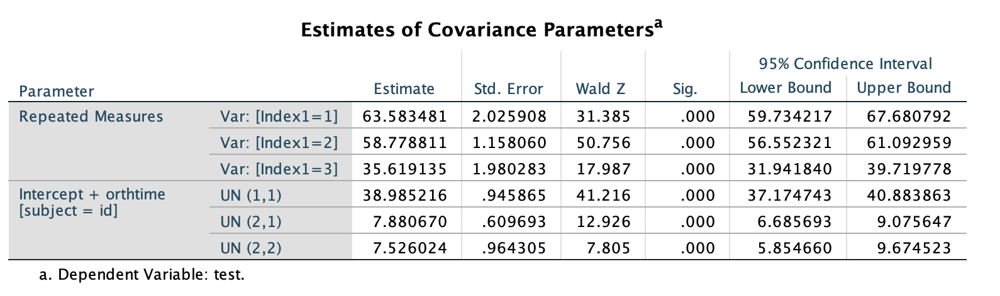 Estimates of Covariance Parametersa
95% Confidence Interval
Parameter Estimate Std. Error Wald Z Sig. Lower Bound Upper Bound
Repeated Measures Var: [Index1=1] 63.583481 2.025908 31.385 .000 59.734217 67.680792
Var: [Index1=2] 58.778811 1.158060 50.756 .000 56.552321 61.092959
Var: [Index1=3] 35.619135 1.980283 17.987 .000 31.941840 39.719778
Intercept + orthtime [subject = id] UN (1,1) 38.985216 .945865 41.216 .000 37.174743 40.883863
UN (2,1) 7.880670 .609693 12.926 .000 6.685693 9.075647
UN (2,2) 7.526024 .964305 7.805 .000 5.854660 9.674523
a. Dependent Variable: test.